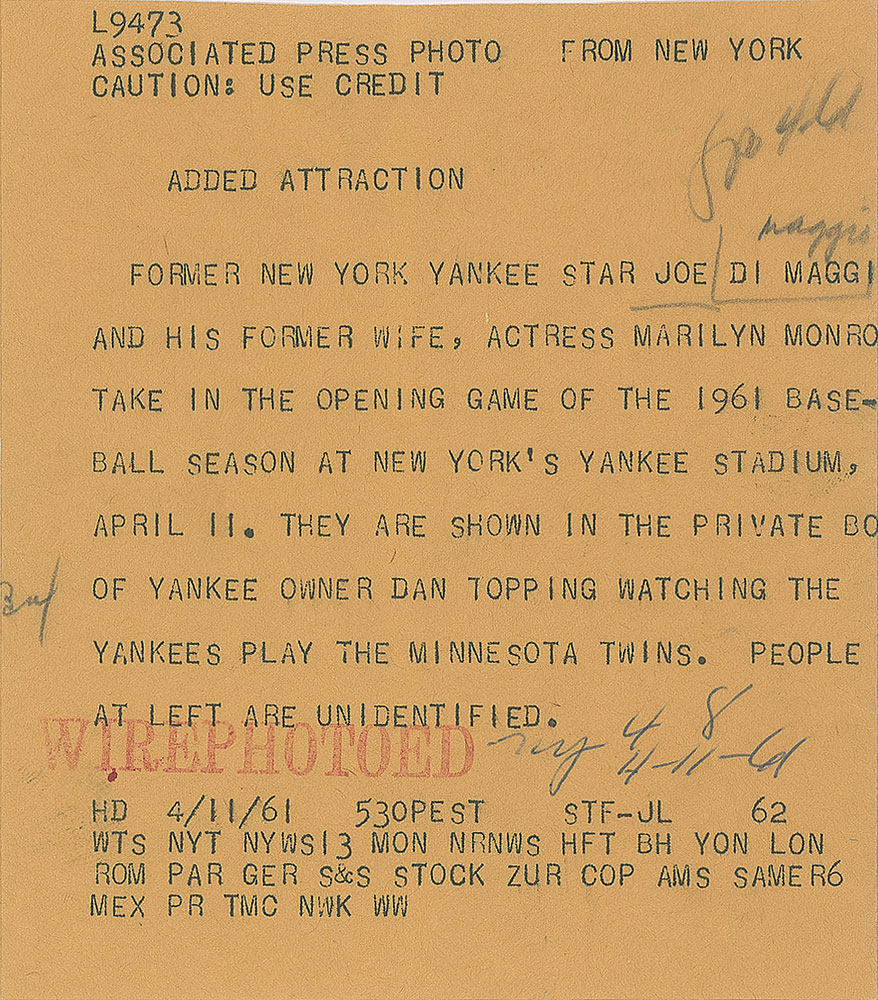 L9473
ASSOCIATED PRESS PHOTO FROM NEW YORK
CAUTION: USE CREDIT
ADDED ATTRACTION
maggio
FORMER NEW YORK YANKEE STAR JOE DI MAGGI
AND HIS FORMER WIFE, ACTRESS MARILYN MONRO
TAKE IN THE OPENING GAME OF THE 1961 BASE-
BALL SEASON AT NEW YORK'S YANKEE STADIUM,
APRIL 11. THEY ARE SHOWN IN THE PRIVATE BO
OF YANKEE OWNER DAN TOPPING WATCHING THE
YANKEES PLAY THE MINNESOTA TWINS. PEOPLE
AT LEFT ARE UNIDENTIFIED.
WIREPHOTOED ny 4 8
4-11-61
HD 4/11/61 530PEST STF-JL 62
WTS NYT NYWS13 MON NRNWS HFT BH YON LON
ROM PAR GER S&S STOCK ZUR COP AMS SAMER6
MEX PR TMC NWK WW